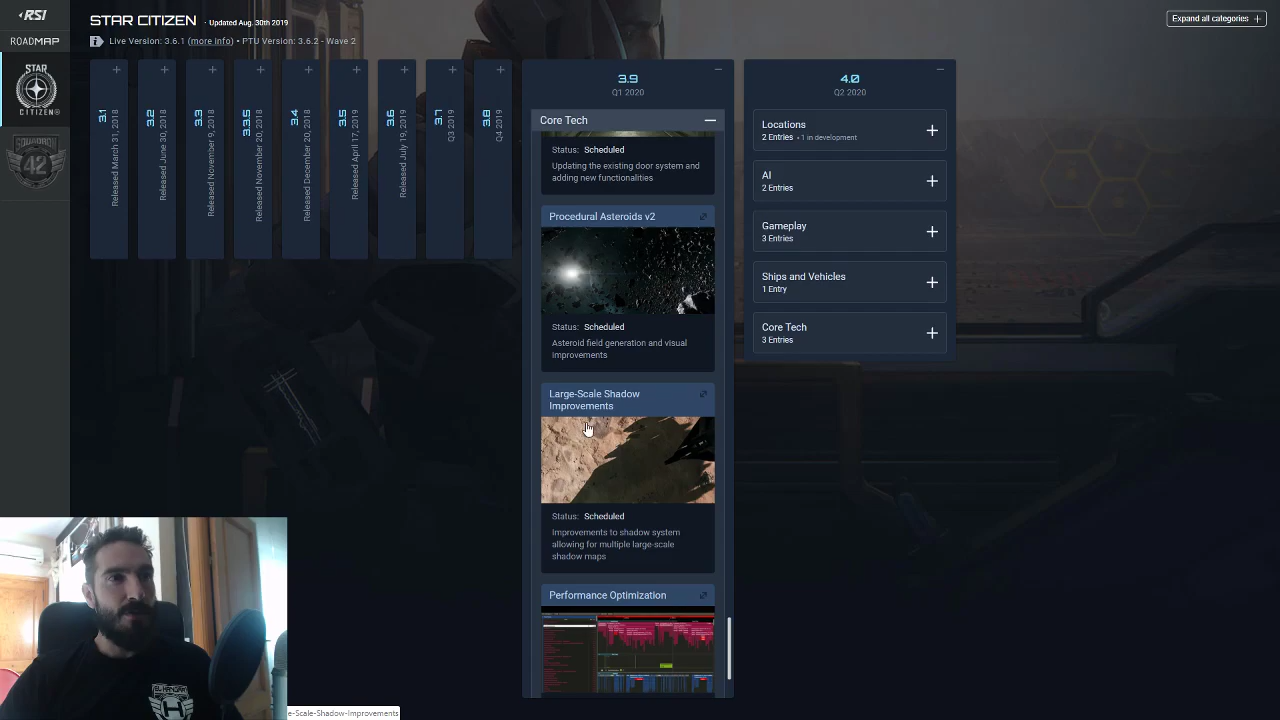 RSI
ROADMAP
STAR CITIZEN®
SQUADRON 42
STAR CITIZEN • Updated Aug. 30th 2019
Live Version: 3.6.1 (more info) • PTU Version: 3.6.2 - Wave 2
Expand all categories
3.1 Released March 31, 2018
3.2 Released June 30, 2018
3.3 Released November 9, 2018
3.3.5 Released November 20, 2018
3.4 Released December 20, 2018
3.5 Released April 17, 2019
3.6 Released July 19, 2019
3.7 Q3 2019
3.8 Q4 2019
3.9
Q1 2020
Core Tech
Status: Scheduled
Updating the existing door system and
adding new functionalities
Procedural Asteroids v2
Status: Scheduled
Asteroid field generation and visual
improvements
Large-Scale Shadow
Improvements
Status: Scheduled
Improvements to shadow system
allowing for multiple large-scale
shadow maps
Performance Optimization
4.0
Q2 2020
Locations
2 Entries • 1 in development
AI
2 Entries
Gameplay
3 Entries
Ships and Vehicles
1 Entry
Core Tech
3 Entries
e-Scale-Shadow-Improvements